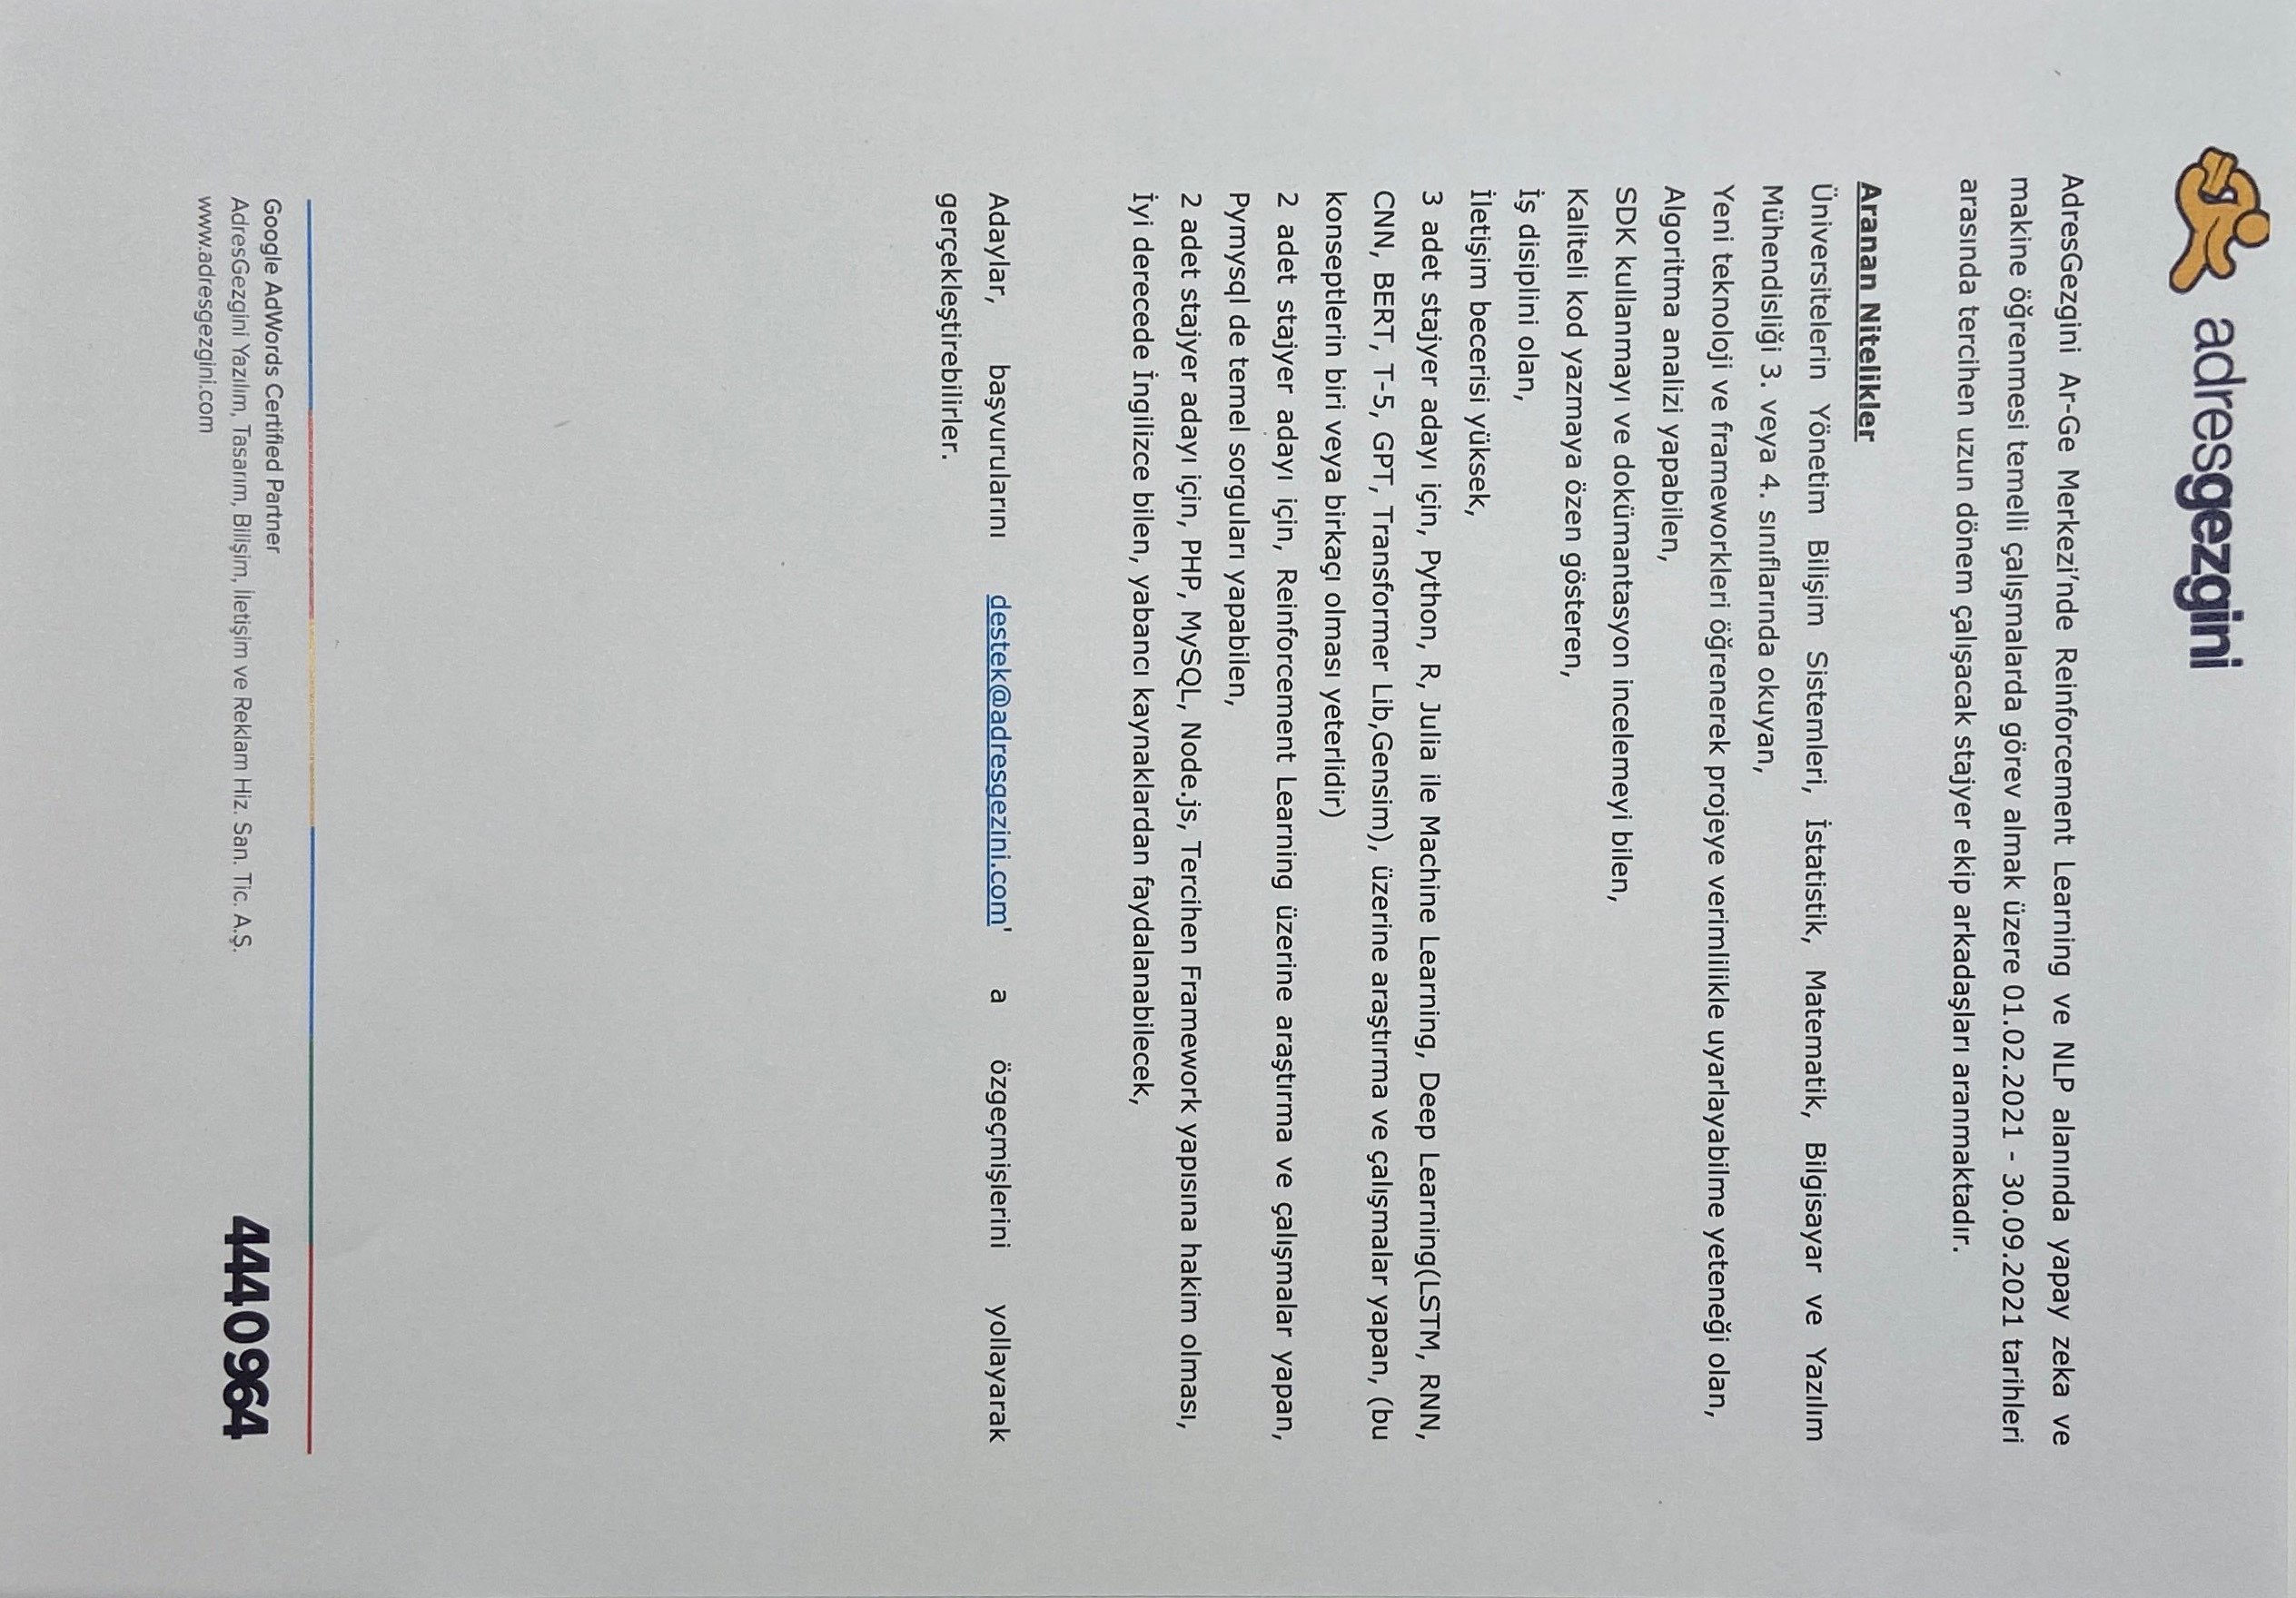 adresgezgini
AdresGezgini Ar-Ge Merkezi'nde Reinforcement Learning ve NLP alanında yapay zeka ve
makine öğrenmesi temelli çalışmalarda görev almak üzere 01.02.2021 - 30.09.2021 tarihleri
arasında tercihen uzun dönem çalışacak stajyer ekip arkadaşları aranmaktadır.
Aranan Nitelikler
Üniversitelerin Yönetim Bilişim Sistemleri, İstatistik, Matematik, Bilgisayar ve Yazılım
Mühendisliği 3. veya 4. sınıflarında okuyan,
Yeni teknoloji ve frameworkleri öğrenerek projeye verimlilikle uyarlayabilme yeteneği olan,
Algoritma analizi yapabilen,
SDK kullanmayı ve dokümantasyon incelemeyi bilen,
Kaliteli kod yazmaya özen gösteren,
İş disiplini olan,
İletişim becerisi yüksek,
3 adet stajyer adayı için, Python, R, Julia ile Machine Learning, Deep Learning(LSTM, RNN,
CNN, BERT, T-5, GPT, Transformer Lib,Gensim), üzerine araştırma ve çalışmalar yapan, (bu
konseptlerin biri veya birkaçı olması yeterlidir)
2 adet stajyer adayı için, Reinforcement Learning üzerine araştırma ve çalışmalar yapan,
Pymysql de temel sorguları yapabilen,
2 adet stajyer adayı için, PHP, MySQL, Node.js, Tercihen Framework yapısına hakim olması,
İyi derecede İngilizce bilen, yabancı kaynaklardan faydalanabilecek,
Adaylar, başvurularını destek@adresgezini.com' a özgeçmişlerini yollayarak
gerçekleştirebilirler.
Google AdWords Certified Partner
AdresGezgini Yazılım, Tasarım, Bilişim, İletişim ve Reklam Hiz. San. Tic. A.Ş.
www.adresgezgini.com
444 0 964